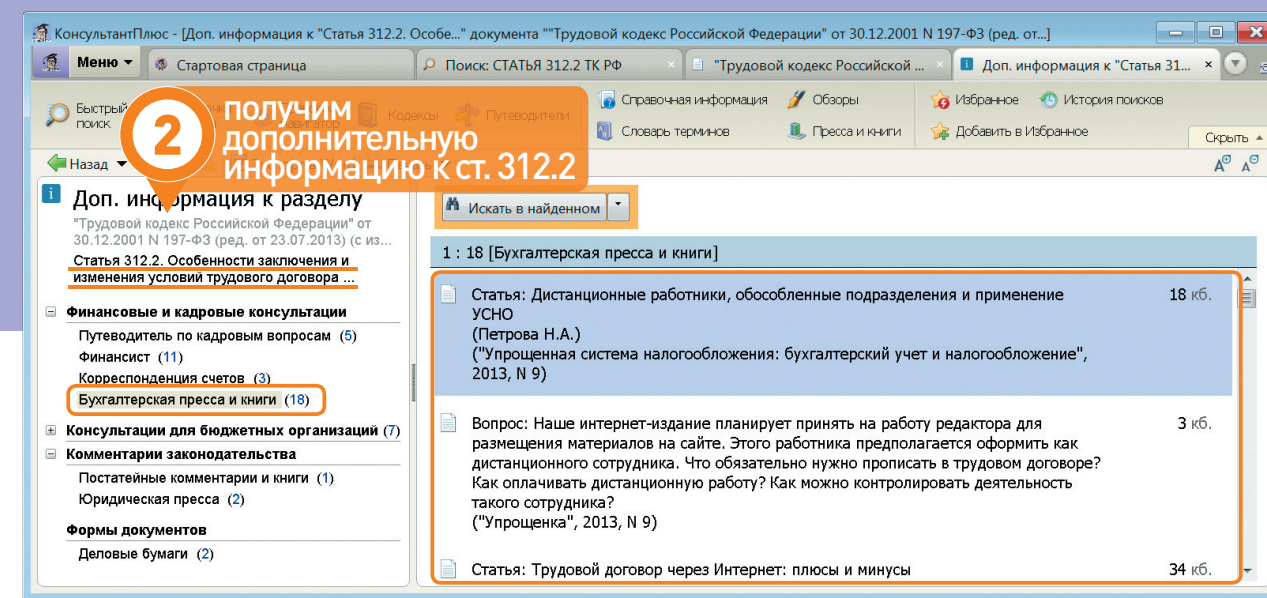 КонсультантПлюс - [Доп. информация к "Статья 312.2. Особе..." документа ""Трудовой кодекс Российской Федерации" от 30.12.2001 N 197-ФЗ (ред. от...]
Меню
Стартовая страница
Поиск: СТАТЬЯ 312.2 ТК РФ
"Трудовой кодекс Российской ...
Доп. информация к "Статья 31...
Быстрый
поиск
Кодексы
Путеводители
Справочная информация
Обзоры
Словарь терминов
Пресса и книги
Избранное
История поисков
Добавить в Избранное
Скрыть
2
получим
дополнительную
информацию к ст. 312.2
Назад
Доп. информация к разделу
"Трудовой кодекс Российской Федерации" от
30.12.2001 N 197-ФЗ (ред. от 23.07.2013) (с из...
Статья 312.2. Особенности заключения и
изменения условий трудового договора ...
Финансовые и кадровые консультации
Путеводитель по кадровым вопросам (5)
Финансист (11)
Корреспонденция счетов (3)
Бухгалтерская пресса и книги (18)
Консультации для бюджетных организаций (7)
Комментарии законодательства
Постатейные комментарии и книги (1)
Юридическая пресса (2)
Формы документов
Деловые бумаги (2)
Искать в найденном
1 : 18 [Бухгалтерская пресса и книги]
Статья: Дистанционные работники, обособленные подразделения и применение 18 кб.
УСНО
(Петрова Н.А.)
("Упрощенная система налогообложения: бухгалтерский учет и налогообложение",
2013, N 9)
Вопрос: Наше интернет-издание планирует принять на работу редактора для 3 кб.
размещения материалов на сайте. Этого работника предполагается оформить как
дистанционного сотрудника. Что обязательно нужно прописать в трудовом договоре?
Как оплачивать дистанционную работу? Как можно контролировать деятельность
такого сотрудника?
("Упрощенка", 2013, N 9)
Статья: Трудовой договор через Интернет: плюсы и минусы 34 кб.